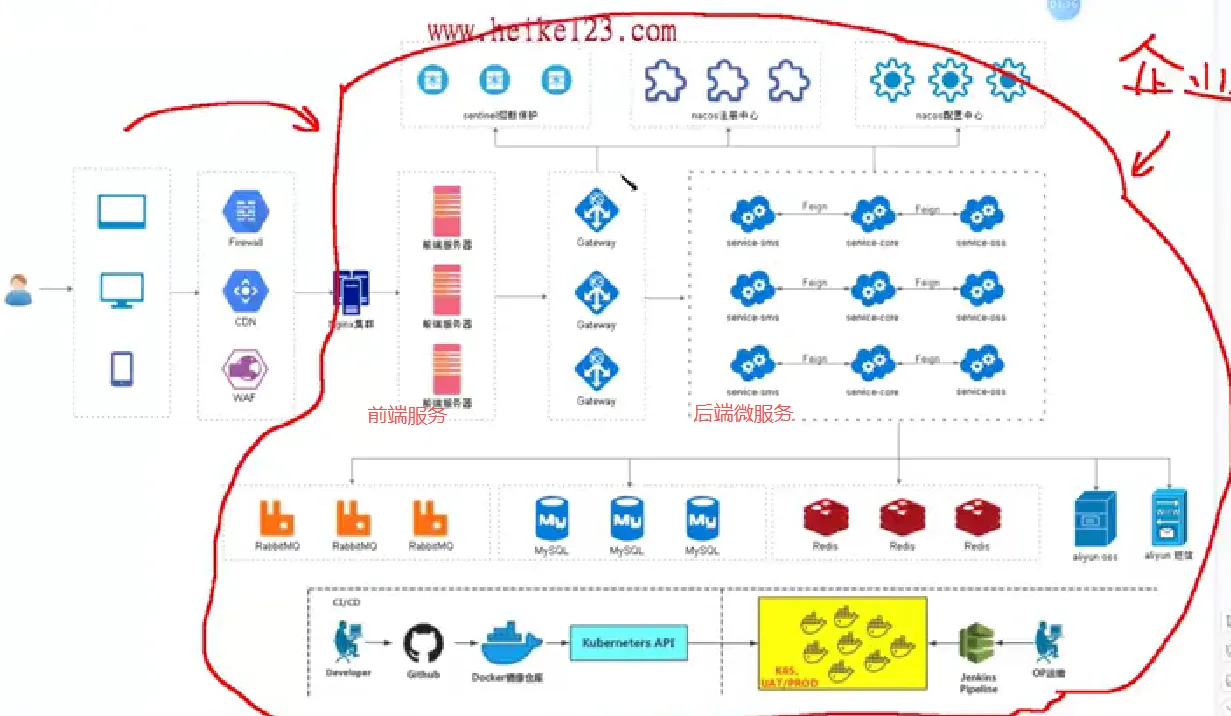 www.heike123.com
企业
sentinel熔断保护
nacos注册中心
nacos配置中心
Firewall
CDN
WAF
Nginx集群
前端服务器
前端服务器
前端服务器
前端服务
Gateway
Gateway
Gateway
service-sms
Feign
service-core
Feign
service-oss
service-sms
Feign
service-core
Feign
service-oss
service-sms
Feign
service-core
Feign
service-oss
后端微服务
RabbitMQ
RabbitMQ
RabbitMQ
MySQL
MySQL
MySQL
Redis
Redis
Redis
aliyun oss
aliyun 短信
CI/CD
Developer
Github
Docker镜像仓库
Kuberneters API
K8S,
UAT/PROD
Jenkins
Pipeline
OP运维